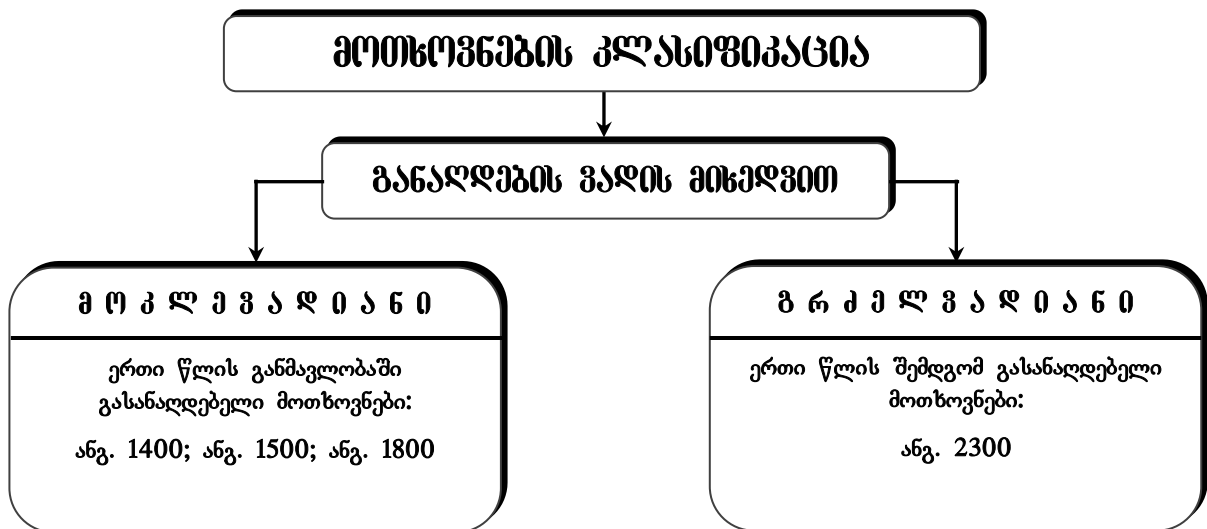 მოთხოვნების კლასიფიკაცია
განაღდების ვადის მიხედვით
მ ო კ ლ ე ვ ა დ ი ა ნ ი
ერთი წლის განმავლობაში
გასანაღდებელი მოთხოვნები:
ანგ. 1400; ანგ. 1500; ანგ. 1800
გ რ ძ ე ლ ვ ა დ ი ა ნ ი
ერთი წლის შემდგომ გასანაღდებელი
მოთხოვნები:
ანგ. 2300